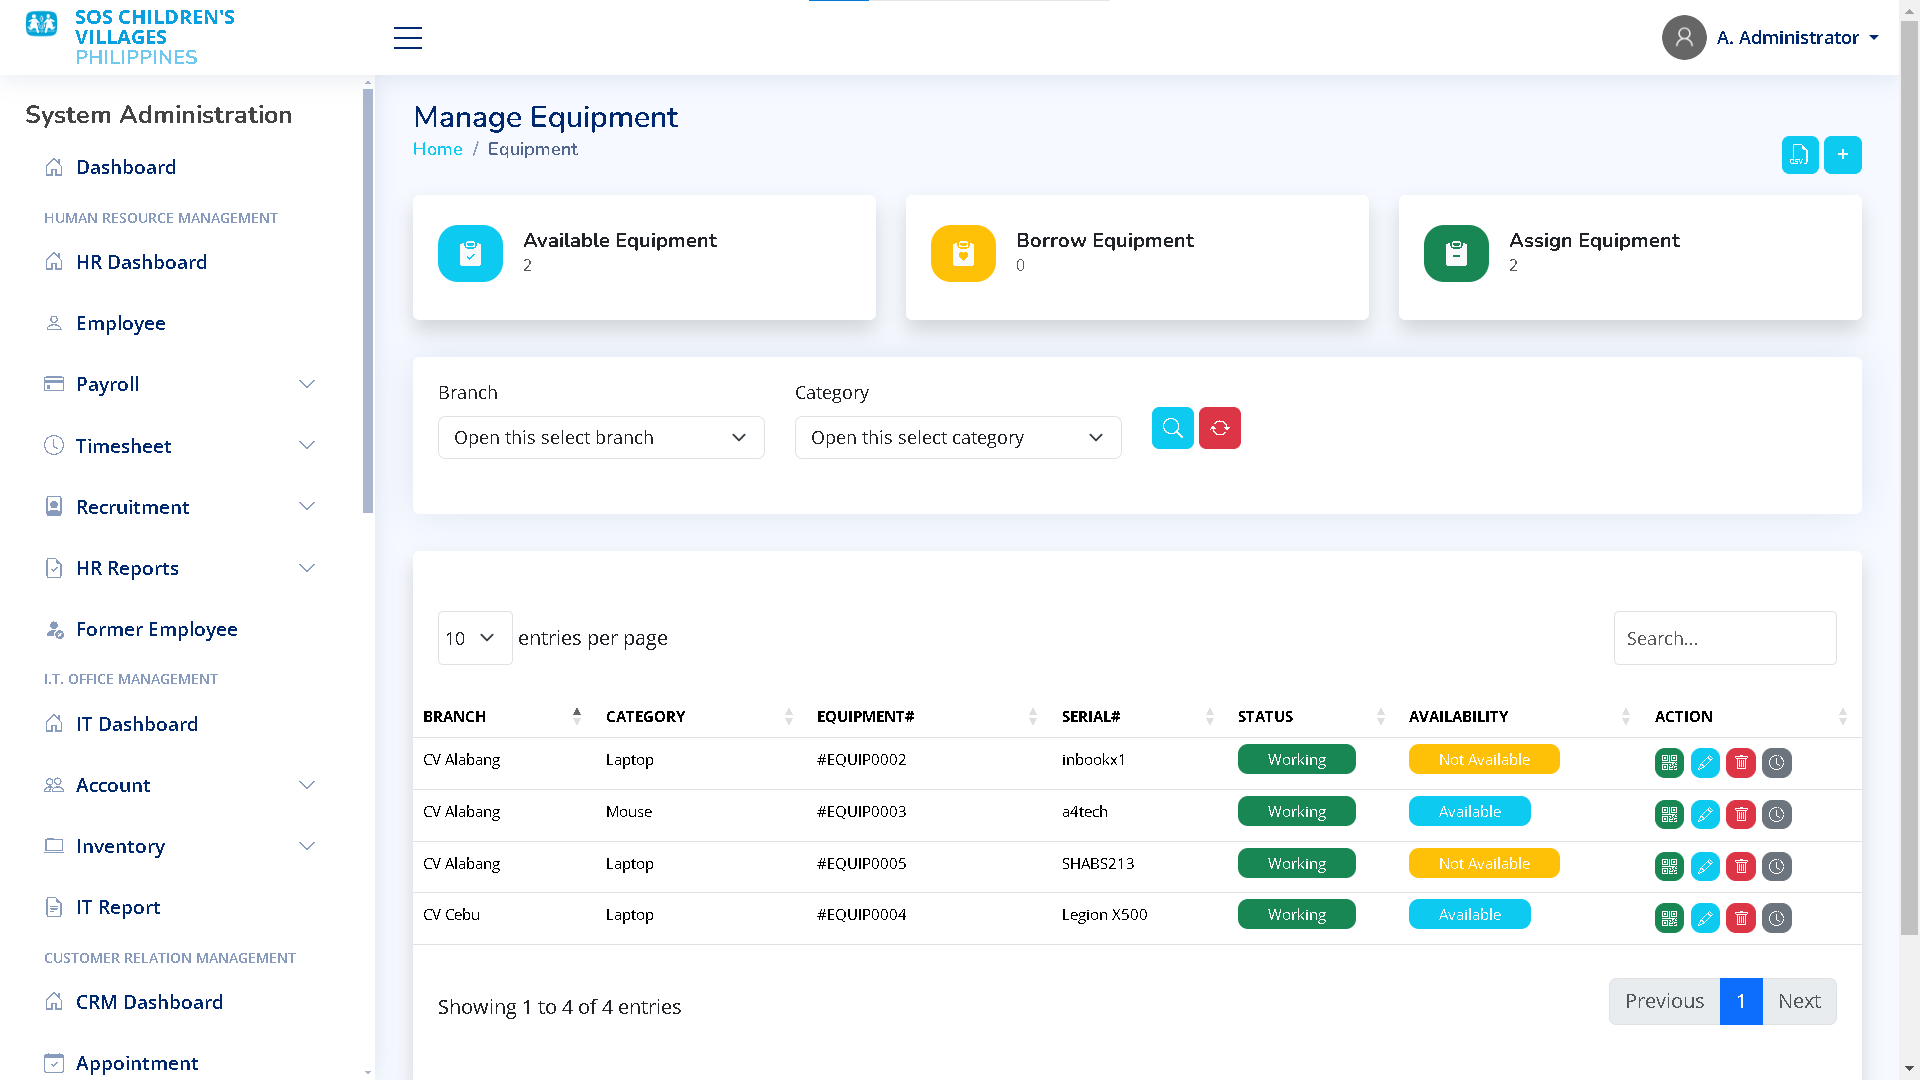 SOS CHILDREN'S
VILLAGES
PHILIPPINES
A. Administrator
System Administration
Dashboard
HUMAN RESOURCE MANAGEMENT
HR Dashboard
Employee
Payroll
Timesheet
Recruitment
HR Reports
Former Employee
I.T. OFFICE MANAGEMENT
IT Dashboard
Account
Inventory
IT Report
CUSTOMER RELATION MANAGEMENT
CRM Dashboard
Appointment
Manage Equipment
Home / Equipment
CSV +
Available Equipment
2
Borrow Equipment
0
Assign Equipment
2
Branch
Open this select branch
Category
Open this select category
10 entries per page
Search...
BRANCH CATEGORY EQUIPMENT# SERIAL# STATUS AVAILABILITY ACTION
CV Alabang Laptop #EQUIP0002 inbookx1 Working Not Available
CV Alabang Mouse #EQUIP0003 a4tech Working Available
CV Alabang Laptop #EQUIP0005 SHABS213 Working Not Available
CV Cebu Laptop #EQUIP0004 Legion X500 Working Available
Showing 1 to 4 of 4 entries
Previous 1 Next